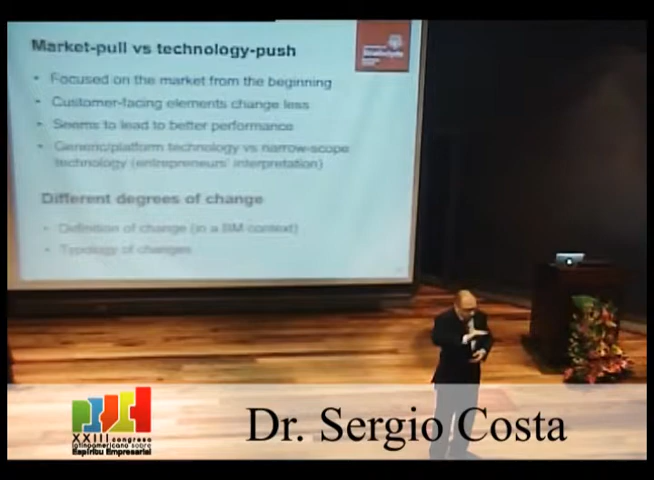 Market-pull vs technology-push
• Focused on the market from the beginning
• Customer-facing elements change less
• Seems to lead to better performance
• Generic/platform technology vs narrow-scope
technology (entrepreneurs' interpretation)
Different degrees of change
• Definition of change (in a BM context)
• Typology of changes
XXIII congreso
latinoamericano sobre
Espíritu Empresarial
Dr. Sergio Costa